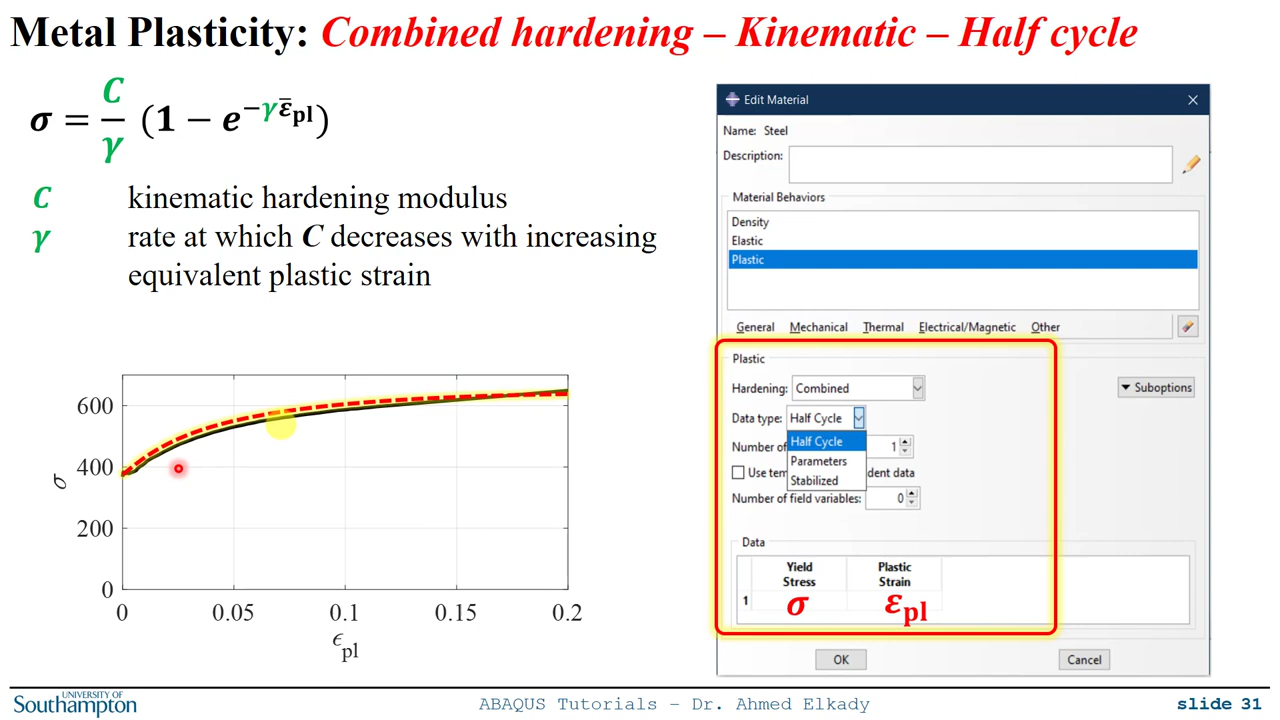 Metal Plasticity: Combined hardening – Kinematic – Half cycle
σ = C/γ (1 − e^{−γε̄pl})
C kinematic hardening modulus
γ rate at which C decreases with increasing
equivalent plastic strain
600
400
200
0
σ
0 0.05 0.1 0.15 0.2
ϵpl
Edit Material
Name: Steel
Description:
Material Behaviors
Density
Elastic
Plastic
General Mechanical Thermal Electrical/Magnetic Other
Plastic
Hardening: Combined
Suboptions
Data type: Half Cycle
Half Cycle
Parameters
Stabilized
Number of 1
Use tem dent data
Number of field variables: 0
Data
Yield Stress
Plastic Strain
1 σ εpl
OK Cancel
UNIVERSITY OF
Southampton
ABAQUS Tutorials – Dr. Ahmed Elkady
slide 31